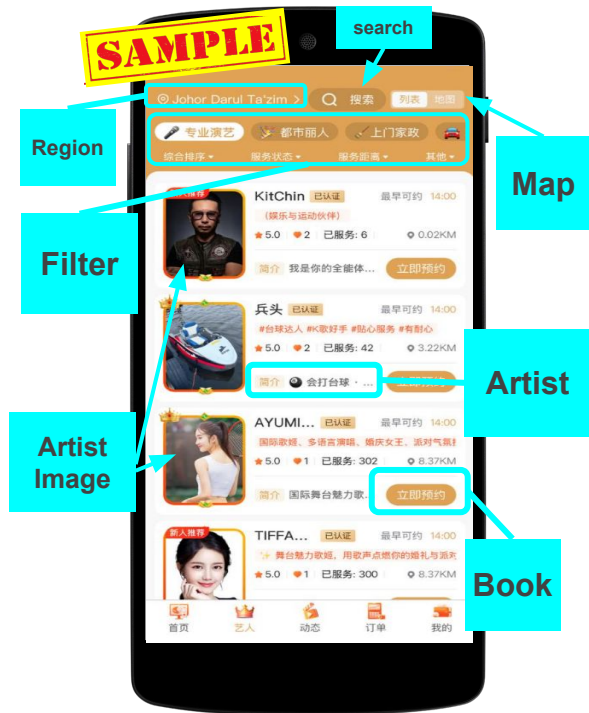 SAMPLE
search
Johor Darul Ta'zim > 搜索 列表 地图
Region
专业演艺 都市丽人 上门家政
综合排序 服务状态 服务距离 其他
Map
Filter
新人推荐
KitChin 已认证 最早可约 14:00
(娱乐与运动伙伴)
5.0 2 已服务: 6 0.02KM
简介 我是你的全能体... 立即预约
兵头 已认证 最早可约 14:00
#台球达人 #K歌好手 #贴心服务 #有耐心
5.0 2 已服务: 42 3.22KM
简介 会打台球 · ... 立即预约
Artist
Artist
Image
AYUMI... 已认证 最早可约 14:00
国际歌姬、多语言演唱、婚庆女王、派对气氛
5.0 1 已服务: 302 8.37KM
简介 国际舞台魅力歌... 立即预约
Book
新人推荐
TIFFA... 已认证 最早可约 14:00
舞台魅力歌姬,用歌声点燃你的婚礼与派对
5.0 1 已服务: 300 8.37KM
首页 艺人 动态 订单 我的